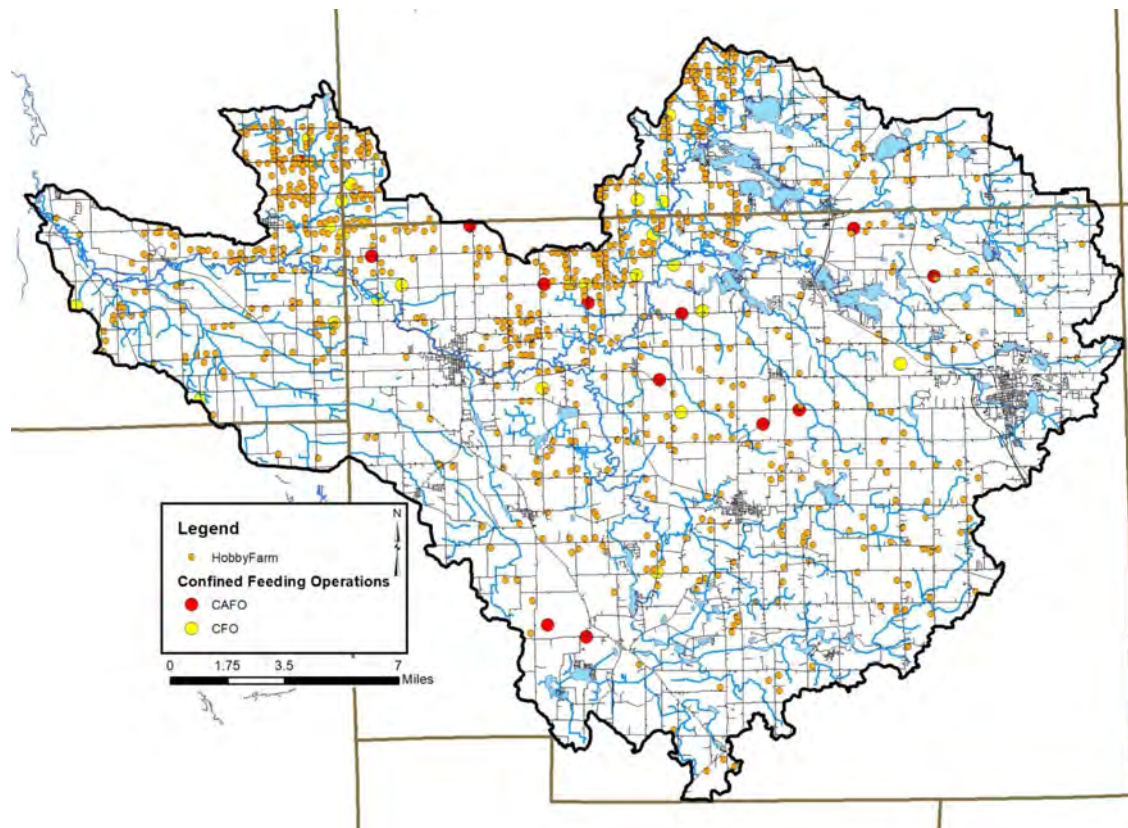 Legend
N
HobbyFarm
Confined Feeding Operations
CAFO
CFO
0 1.75 3.5 7
Miles